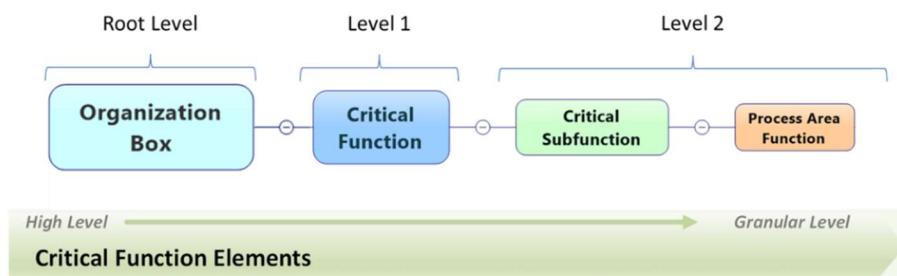 Root Level
Level 1
Level 2
Organization
Box
Critical
Function
Critical
Subfunction
Process Area
Function
High Level
Granular Level
Critical Function Elements